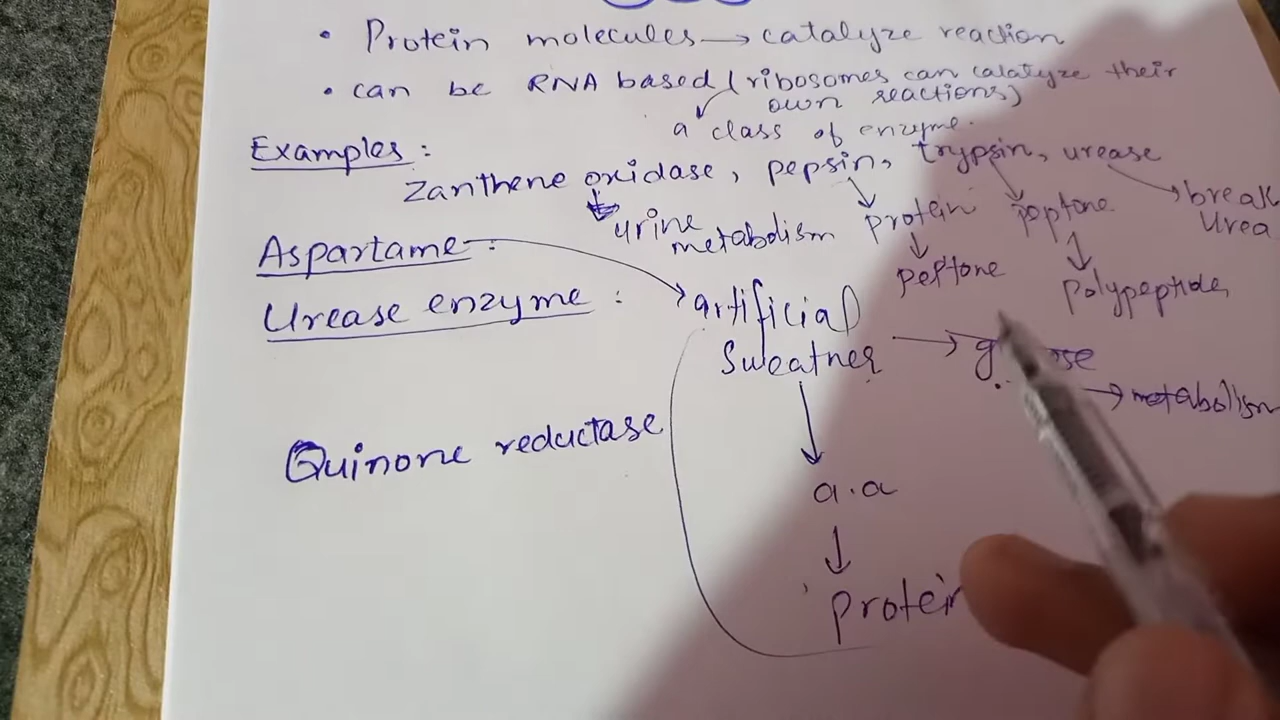 • Protein molecules → catalyze reaction
• can be RNA based (ribosomes can catalyze their
own reactions)
a class of enzyme.
Examples:
Zanthene oxidase, pepsin, trypsin, urease
urine
metabolism
protein
↓
peptone
peptone
↓
polypeptide,
break
Urea
Aspartame :
Urease enzyme :
→ artificial
Sweatner →
→ metabolism
↓
a.a
↓
protein
Quinone reductase